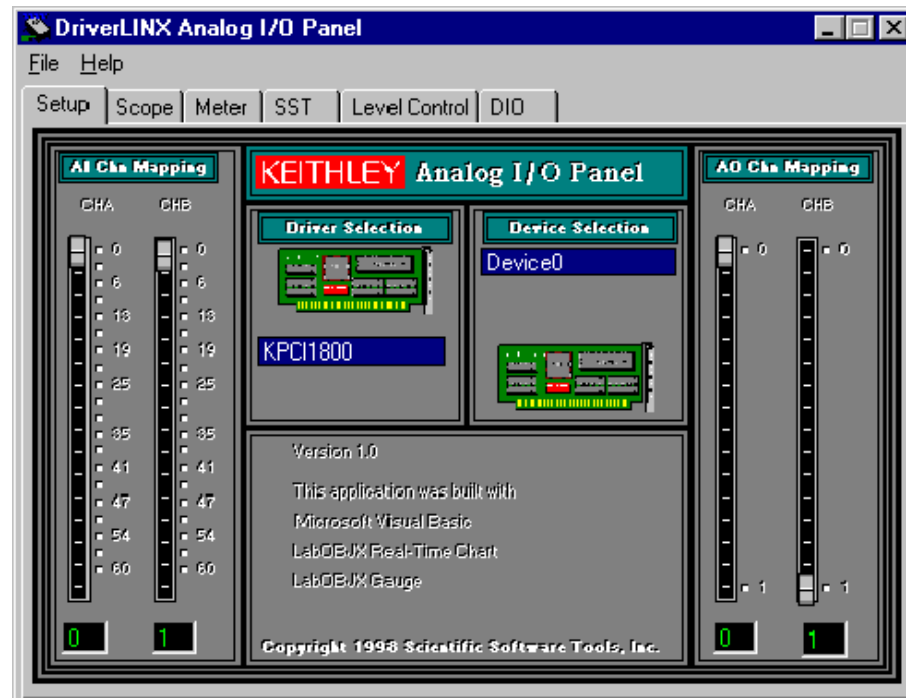 DriverLINX Analog I/O Panel
File Help
Setup Scope Meter SST Level Control DIO
AI Chn Mapping
CHA CHB
0 0
6 6
13 13
19 19
25 25
35 35
41 41
47 47
54 54
60 60
0 1
KEITHLEY Analog I/O Panel
Driver Selection
KPCI1800
Device Selection
Device0
Version 1.0
This application was built with
Microsoft Visual Basic
LabOBJX Real-Time Chart
LabOBJX Gauge
Copyright 1998 Scientific Software Tools, Inc.
AO Chn Mapping
CHA CHB
0 0
1 1
0 1